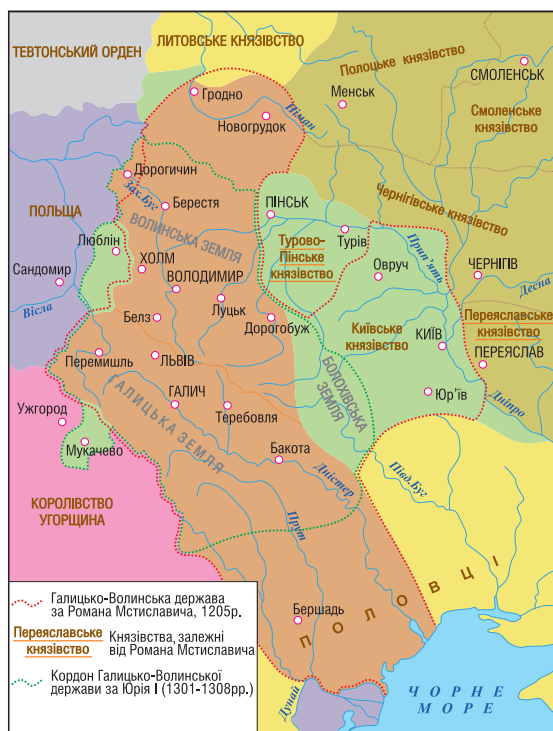 ТЕВТОНСЬКИЙ ОРДЕН
ЛИТОВСЬКЕ КНЯЗІВСТВО
Полоцьке князівство
СМОЛЕНСЬК
Гродно
Менськ
Смоленське
князівство
Новогрудок
Німан
Дорогичин
Зах.Буг
Берестя
ПІНСЬК
Чернігівське князівство
ПОЛЬЩА
ВОЛИНСЬКА ЗЕМЛЯ
Турів
Турово-
Пінське
князівство
Прип'ять
Люблін
ХОЛМ
Сандомир
ВОЛОДИМИР
Овруч
ЧЕРНІГІВ
Десна
Вісла
Луцьк
Белз
Дорогобуж
Київське
князівство
Переяславське
князівство
КИЇВ
Перемишль
ЛЬВІВ
БОЛОХІВСЬКА
ЗЕМЛЯ
ПЕРЕЯСЛАВ
ГАЛИЧ
Юр'їв
Дніпро
Ужгород
ГАЛИЦЬКА ЗЕМЛЯ
Теребовля
Мукачево
Бакота
Дністер
Півд.Буг
КОРОЛІВСТВО
УГОРЩИНА
Прут
ПОЛОВЦІ
Бершадь
Дунай
ЧОРНЕ
МОРЕ
Галицько-Волинська держава
за Романа Мстиславича, 1205р.
Переяславське
князівство
Князівства, залежні
від Романа Мстиславича
Кордон Галицько-Волинської
держави за Юрія І (1301-1308рр.)